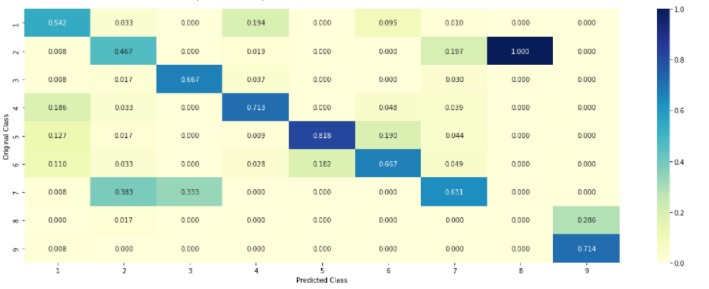 1 0.542 0.033 0.000 0.194 0.000 0.095 0.010 0.000 0.000
2 0.008 0.467 0.000 0.019 0.000 0.000 0.197 1.000 0.000
3 0.008 0.017 0.667 0.037 0.000 0.000 0.030 0.000 0.000
4 0.186 0.033 0.000 0.713 0.000 0.048 0.039 0.000 0.000
5 0.127 0.017 0.000 0.009 0.818 0.190 0.044 0.000 0.000
6 0.110 0.033 0.000 0.028 0.182 0.667 0.049 0.000 0.000
7 0.008 0.383 0.333 0.000 0.000 0.000 0.631 0.000 0.000
8 0.000 0.017 0.000 0.000 0.000 0.000 0.000 0.000 0.286
9 0.008 0.000 0.000 0.000 0.000 0.000 0.000 0.000 0.714
1 2 3 4 5 6 7 8 9
Original Class
Predicted Class
1.0
0.8
0.6
0.4
0.2
0.0